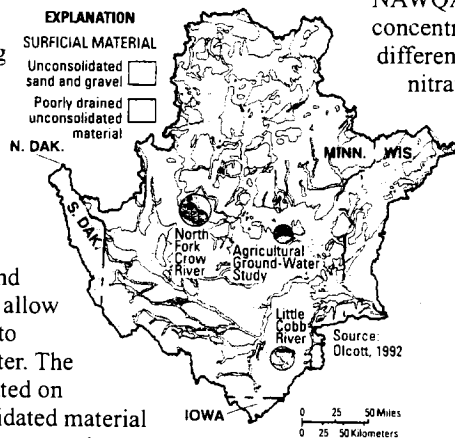 EXPLANATION
SURFICIAL MATERIAL
Unconsolidated
sand and gravel
Poorly drained
unconsolidated
material
N. DAK.
S. DAK.
MINN. WIS.
North
Fork
Crow
River
Agricultural
Ground-Water
Study
Little
Cobb
River
Source:
Olcott, 1992
IOWA
0 25 50 Miles
0 25 50 Kilometers
NAWQA
concentr
differen
nitra
g
nd
allow
to
ter. The
ted on
idated material